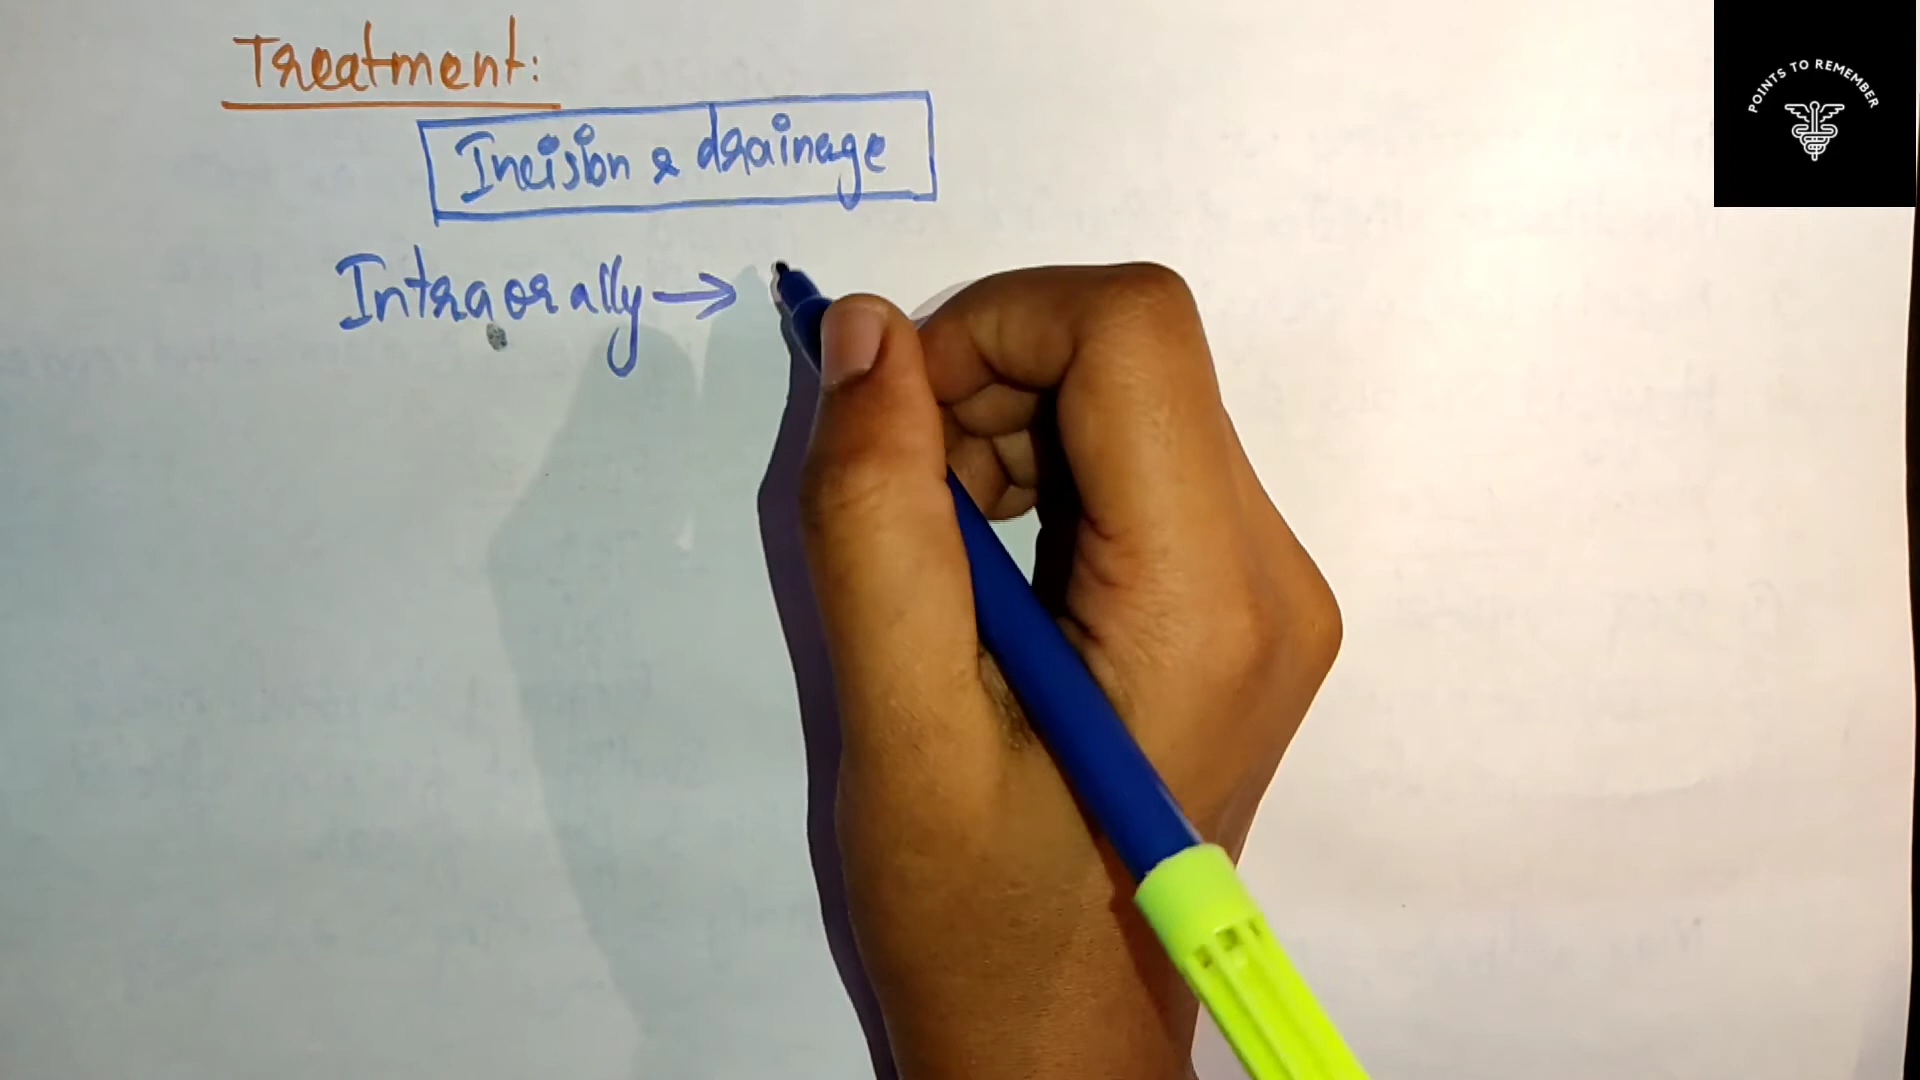 Treatment:
Incision & drainage
Intraorally →
POINTS TO REMEMBER